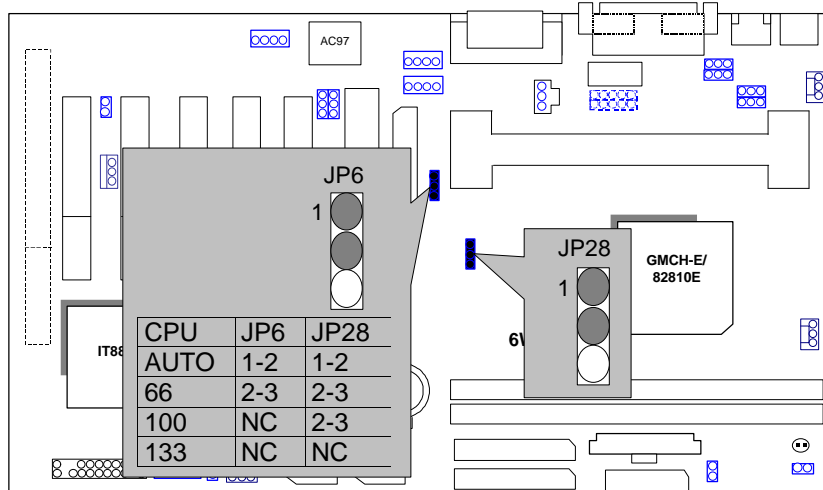 AC97
JP6
1
JP28
1
GMCH-E/
82810E
CPU JP6 JP28
AUTO 1-2 1-2
66 2-3 2-3
100 NC 2-3
133 NC NC